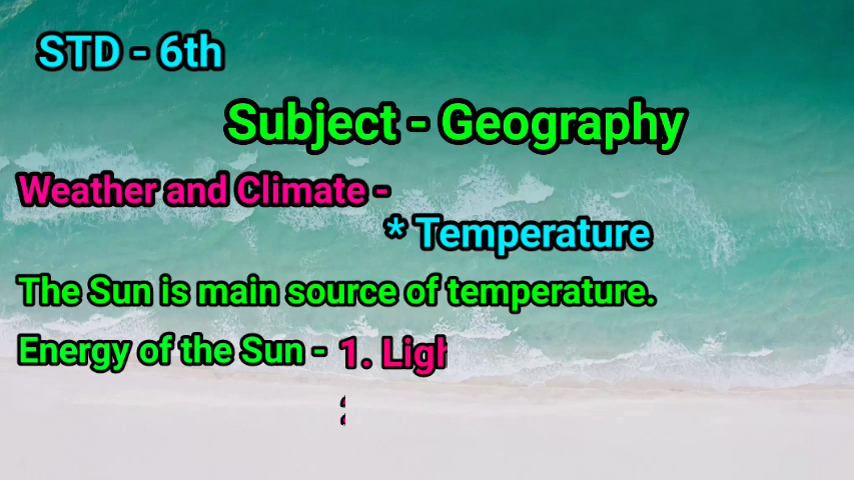 STD - 6th
Subject - Geography
Weather and Climate -
* Temperature
The Sun is main source of temperature.
Energy of the Sun - 1.